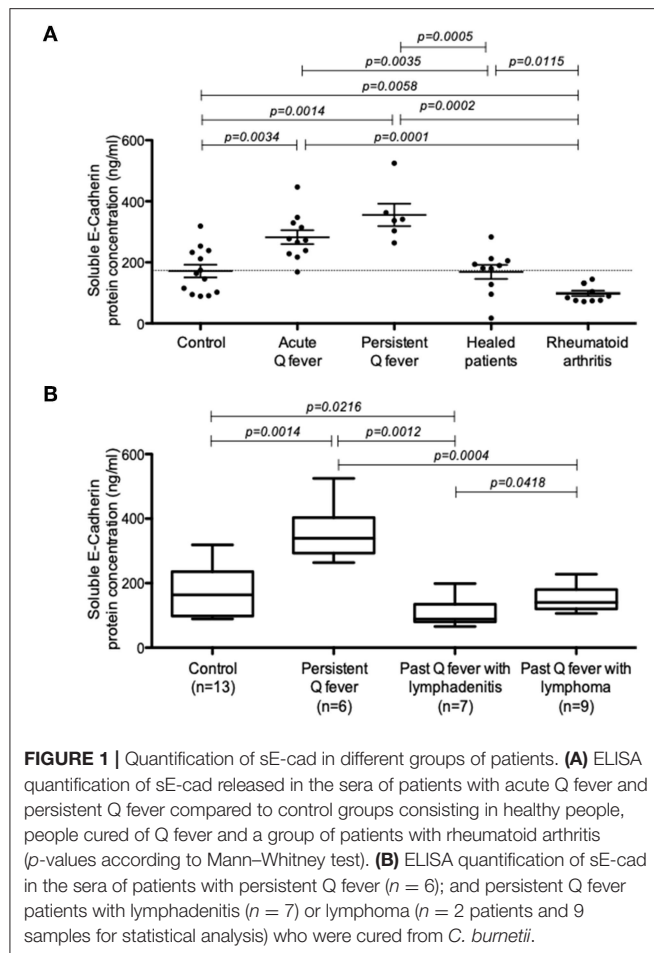 A
p=0.0005
p=0.0035 p=0.0115
p=0.0058
p=0.0014 p=0.0002
p=0.0034 p=0.0001
Soluble E-Cadherin
protein concentration (ng/ml)
600
400
200
0
Control
Acute
Q fever
Persistent
Q fever
Healed
patients
Rheumatoid
arthritis
B
p=0.0216
p=0.0014 p=0.0012
p=0.0004
p=0.0418
Soluble E-Cadherin
protein concentration (ng/ml)
600
400
200
0
Control
(n=13)
Persistent
Q fever
(n=6)
Past Q fever with
lymphadenitis
(n=7)
Past Q fever with
lymphoma
(n=9)
FIGURE 1 | Quantification of sE-cad in different groups of patients. (A) ELISA
quantification of sE-cad released in the sera of patients with acute Q fever and
persistent Q fever compared to control groups consisting in healthy people,
people cured of Q fever and a group of patients with rheumatoid arthritis
(p-values according to Mann–Whitney test). (B) ELISA quantification of sE-cad
in the sera of patients with persistent Q fever (n = 6); and persistent Q fever
patients with lymphadenitis (n = 7) or lymphoma (n = 2 patients and 9
samples for statistical analysis) who were cured from C. burnetii.